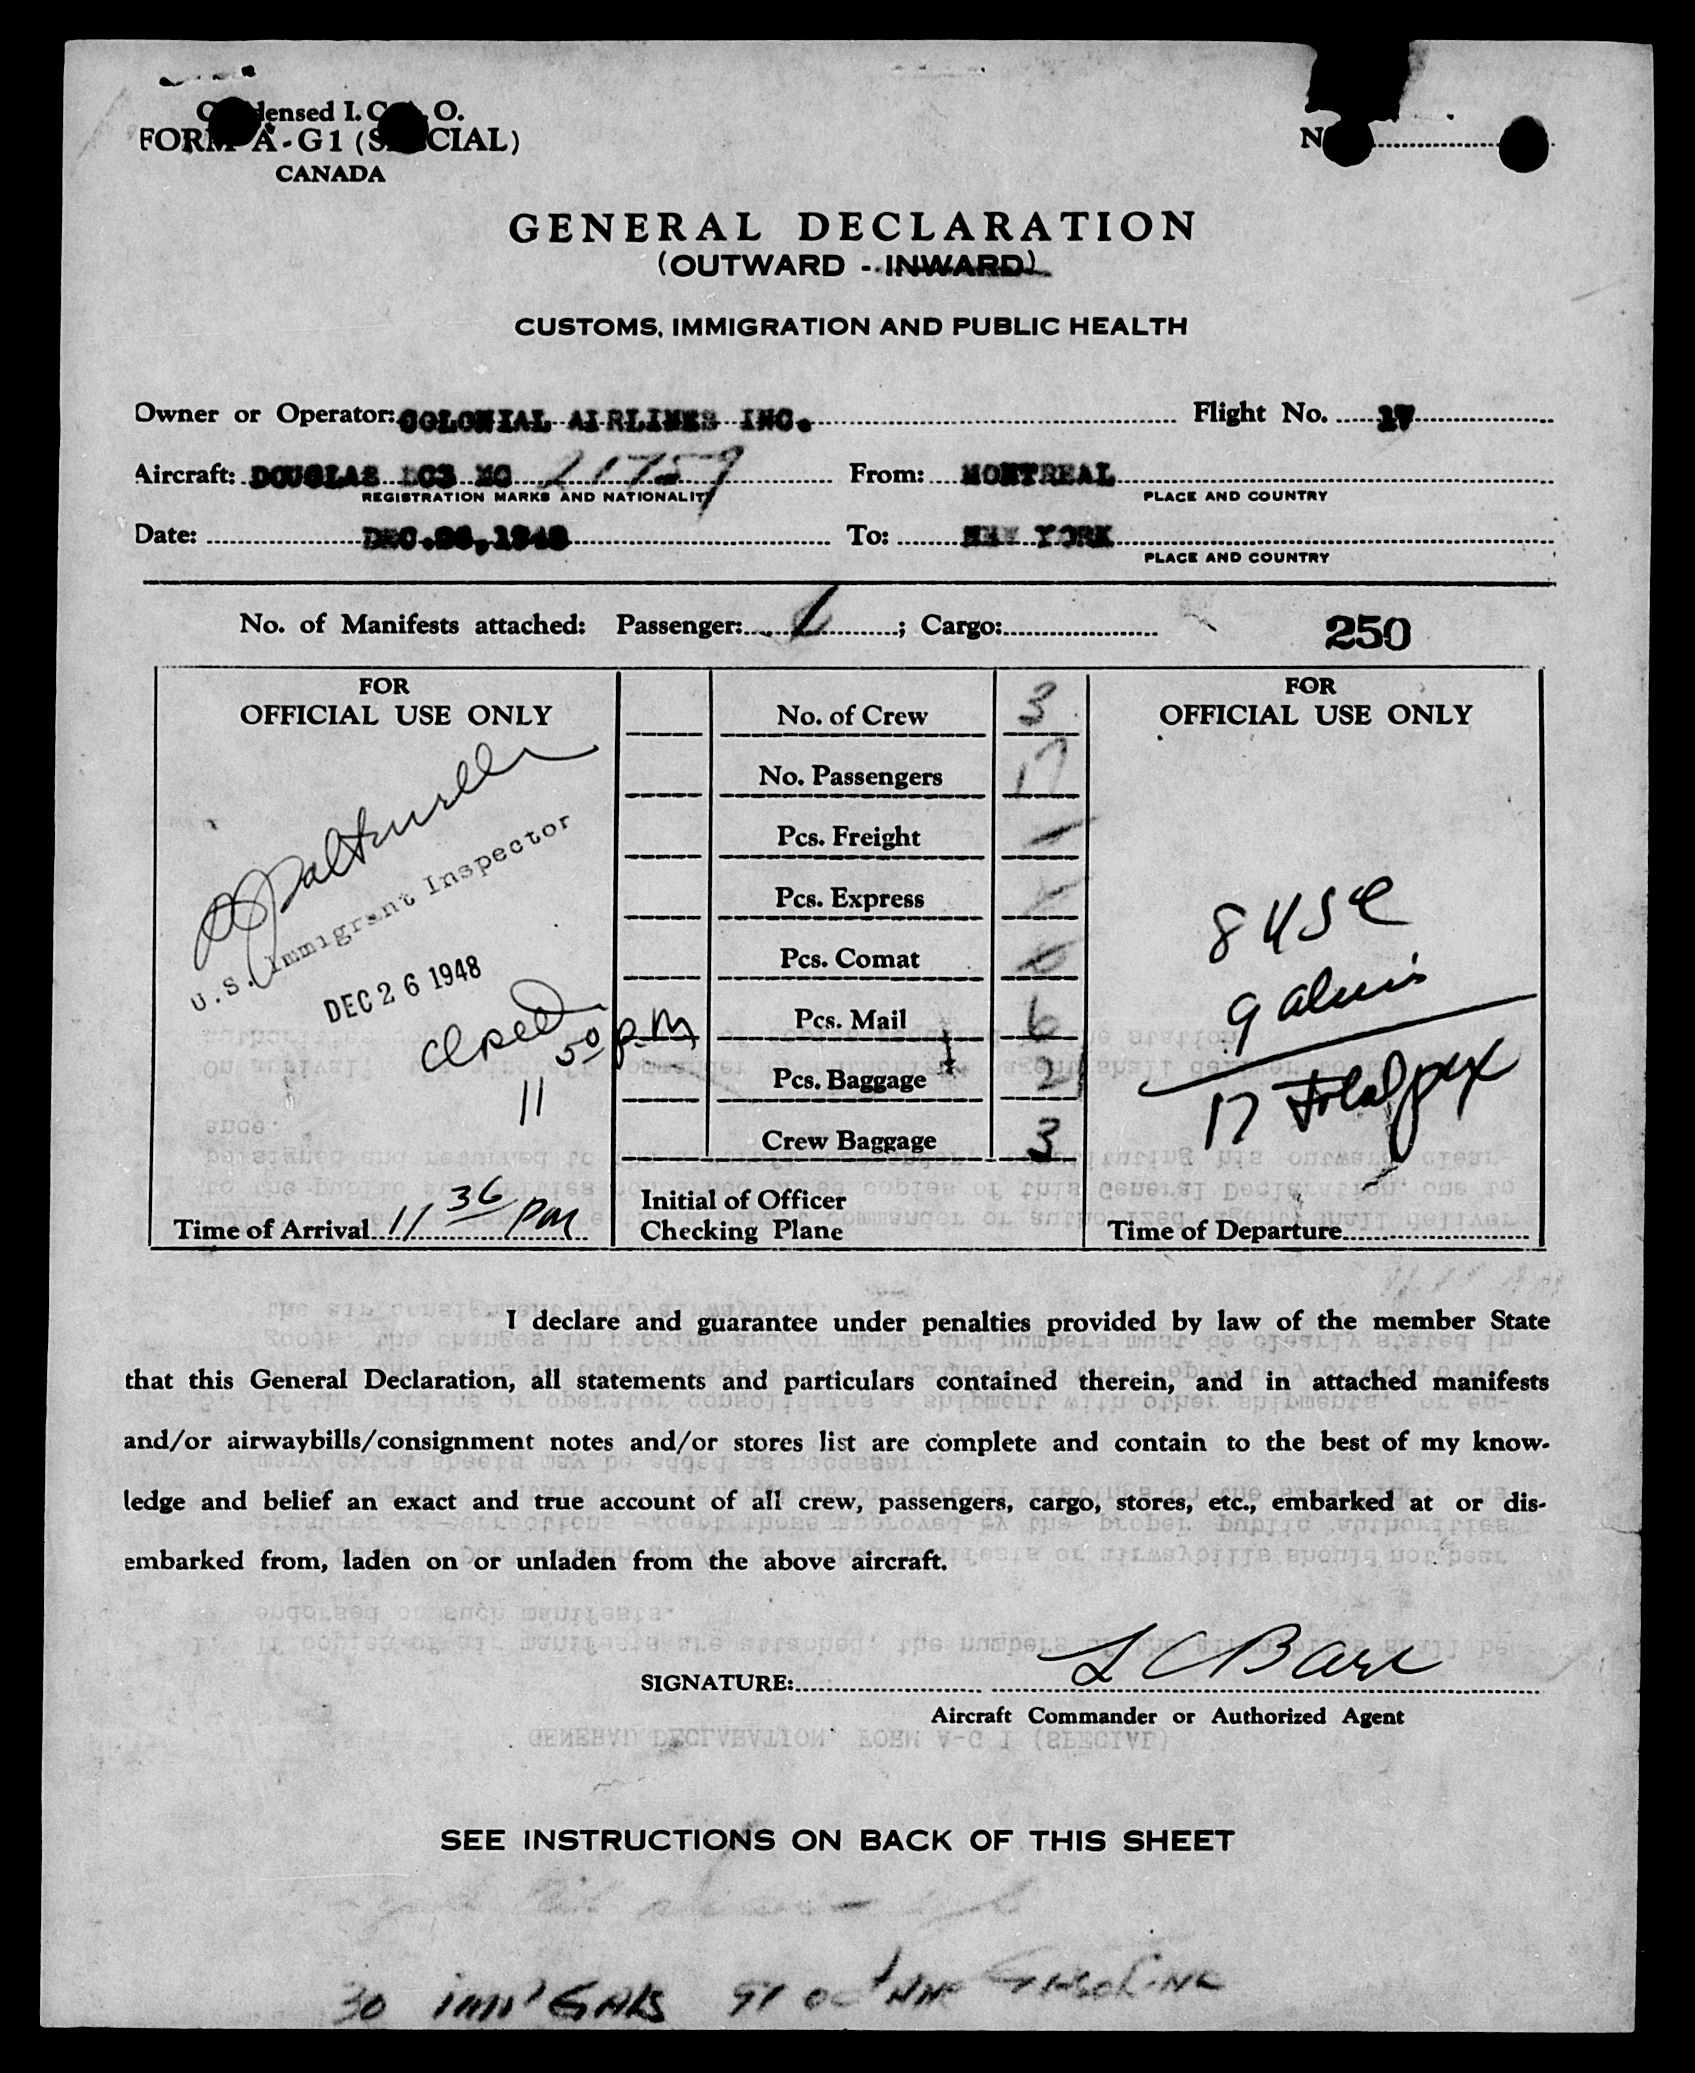 Condensed I.C.A.O.
FORM A-G1 (SPECIAL)
CANADA
GENERAL DECLARATION
(OUTWARD - INWARD)
CUSTOMS, IMMIGRATION AND PUBLIC HEALTH
Owner or Operator: COLONIAL AIRLINES INC. Flight No. 17
Aircraft: DOUGLAS DC3 NC 21759 From: MONTREAL
REGISTRATION MARKS AND NATIONALITY PLACE AND COUNTRY
Date: DEC.26,1948 To: NEW YORK
PLACE AND COUNTRY
No. of Manifests attached: Passenger: 1 ; Cargo: 250
FOR
OFFICIAL USE ONLY
U.S. Immigrant Inspector
DEC 26 1948
11 50 P.M
Time of Arrival 11 36 PM
No. of Crew 3
No. Passengers 17
Pcs. Freight
Pcs. Express
Pcs. Comat
Pcs. Mail 6
Pcs. Baggage 21
Crew Baggage 3
Initial of Officer
Checking Plane
FOR
OFFICIAL USE ONLY
8 USC
9 aliens
17 Total pax
Time of Departure
I declare and guarantee under penalties provided by law of the member State
that this General Declaration, all statements and particulars contained therein, and in attached manifests
and/or airwaybills/consignment notes and/or stores list are complete and contain to the best of my know-
ledge and belief an exact and true account of all crew, passengers, cargo, stores, etc., embarked at or dis-
embarked from, laden on or unladen from the above aircraft.
SIGNATURE: L C Barr
Aircraft Commander or Authorized Agent
SEE INSTRUCTIONS ON BACK OF THIS SHEET
30 imp GALS 91 octane Gasoline